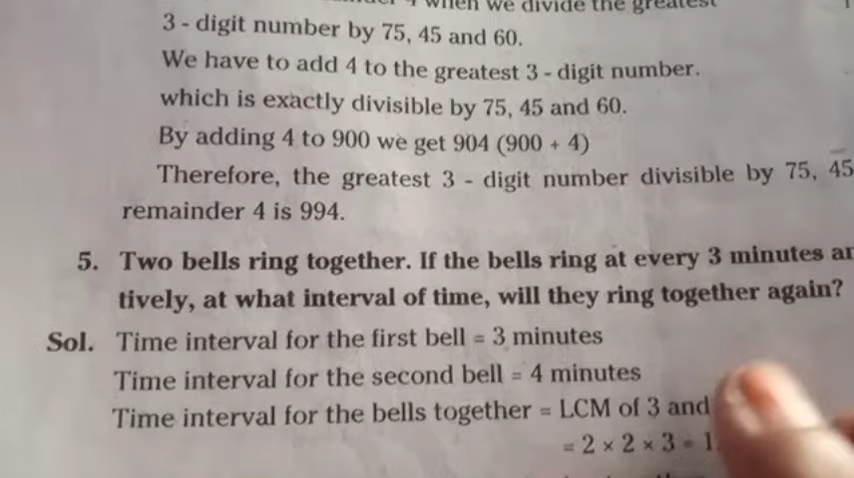 when we divide the greatest
3 - digit number by 75, 45 and 60.
We have to add 4 to the greatest 3 - digit number.
which is exactly divisible by 75, 45 and 60.
By adding 4 to 900 we get 904 (900 + 4)
Therefore, the greatest 3 - digit number divisible by 75, 45
remainder 4 is 994.
5. Two bells ring together. If the bells ring at every 3 minutes
tively, at what interval of time, will they ring together again?
Sol. Time interval for the first bell = 3 minutes
Time interval for the second bell = 4 minutes
Time interval for the bells together = LCM of 3 and
= 2 × 2 × 3 =